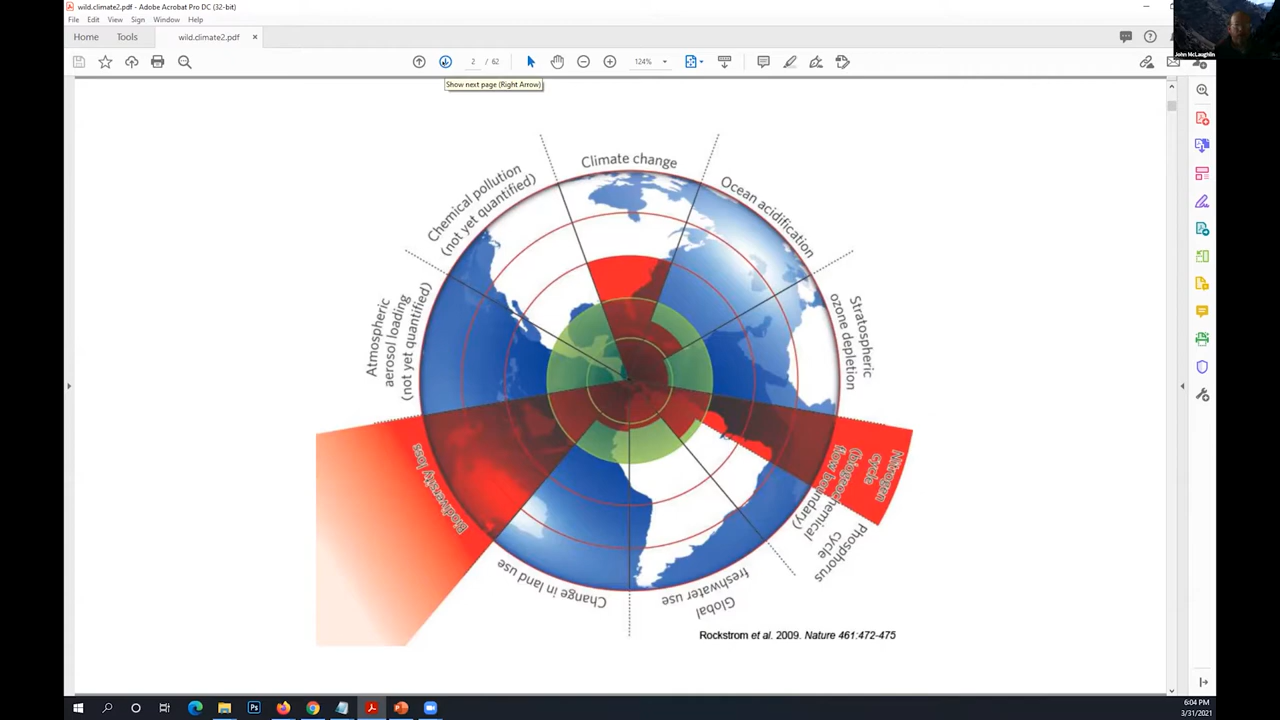 wild.climate2.pdf - Adobe Acrobat Pro DC (32-bit)
File Edit View Sign Window Help
Home Tools wild.climate2.pdf ×
2 / 62 124%
Show next page (Right Arrow)
John McLaughlin
Climate change
Ocean acidification
Stratospheric
ozone depletion
Nitrogen
cycle
(biogeochemical
flow boundary)
Phosphorus
cycle
Global
freshwater use
Change in land use
Biodiversity loss
Atmospheric
aerosol loading
(not yet quantified)
Chemical pollution
(not yet quantified)
Rockstrom et al. 2009. Nature 461:472-475
6:04 PM
3/31/2021